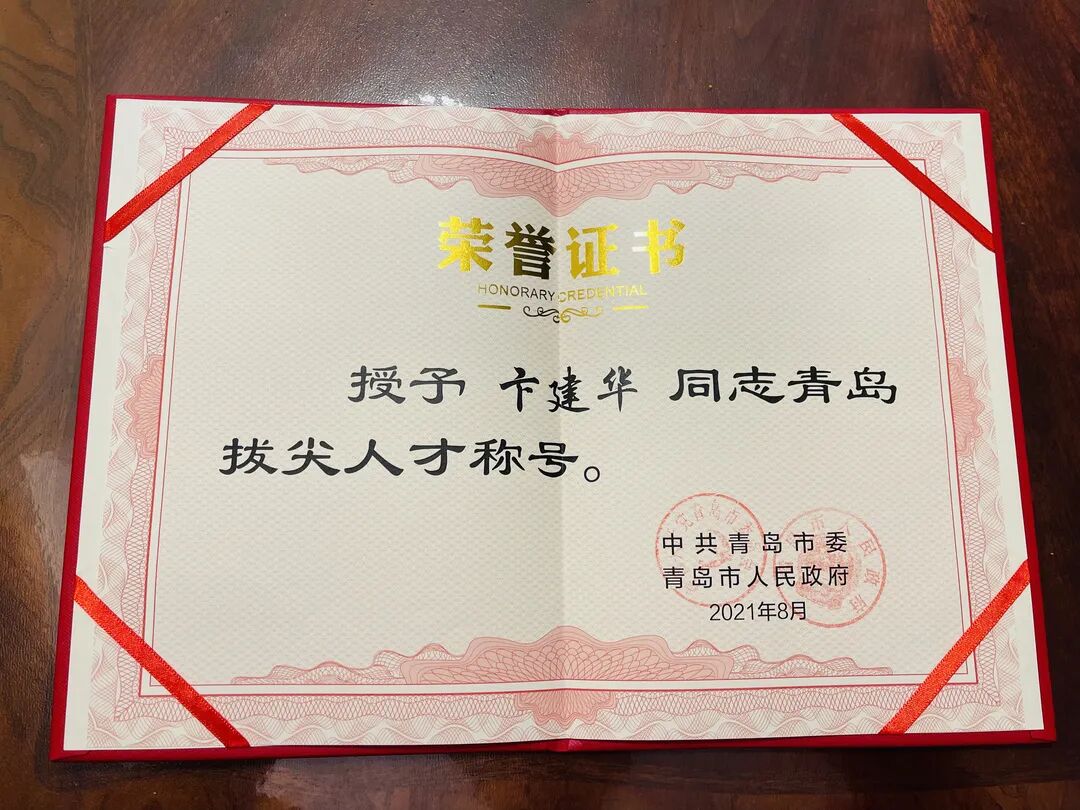 荣誉证书
HONORARY CREDENTIAL
授予 卞建华 同志青岛
拔尖人才称号。
中共青岛市委
青岛市人民政府
2021年8月